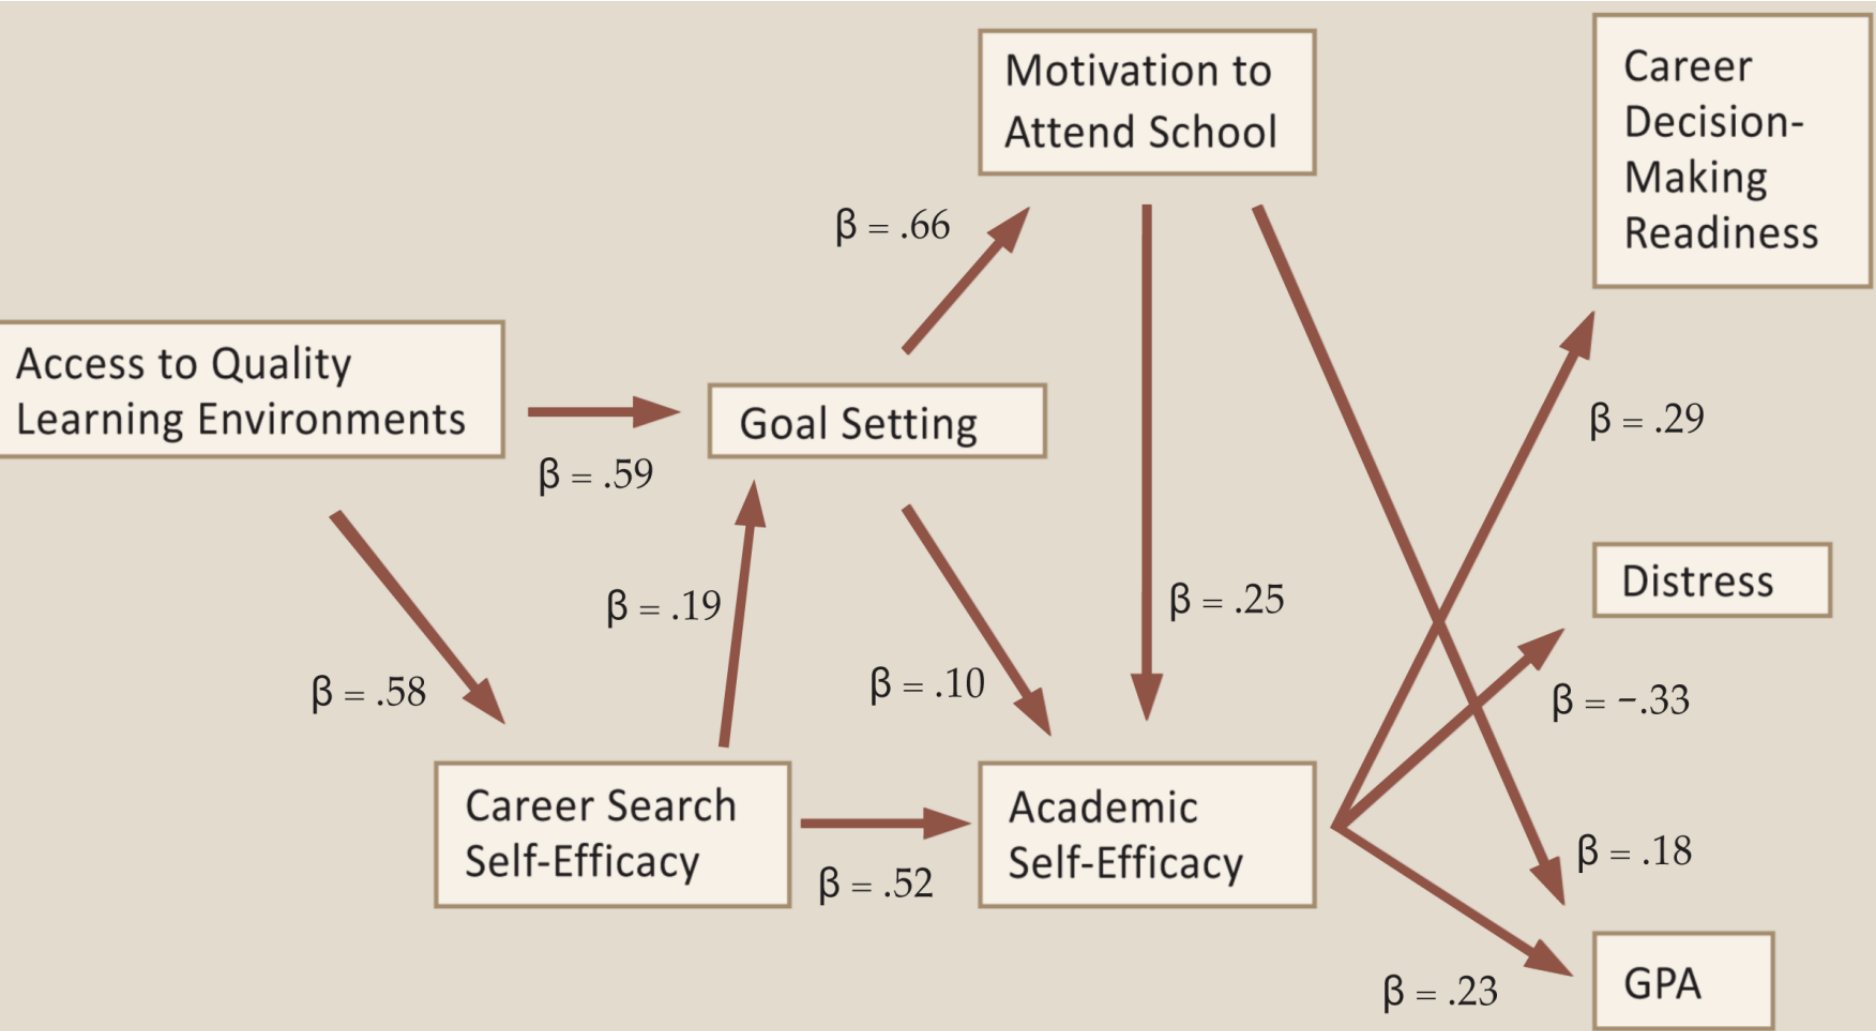 Motivation to
Attend School
Career
Decision-
Making
Readiness
β = .66
Access to Quality
Learning Environments
Goal Setting
β = .29
β = .59
Distress
β = .19
β = .25
β = .10
β = .58
β = −.33
Career Search
Self-Efficacy
Academic
Self-Efficacy
β = .52
β = .18
GPA
β = .23